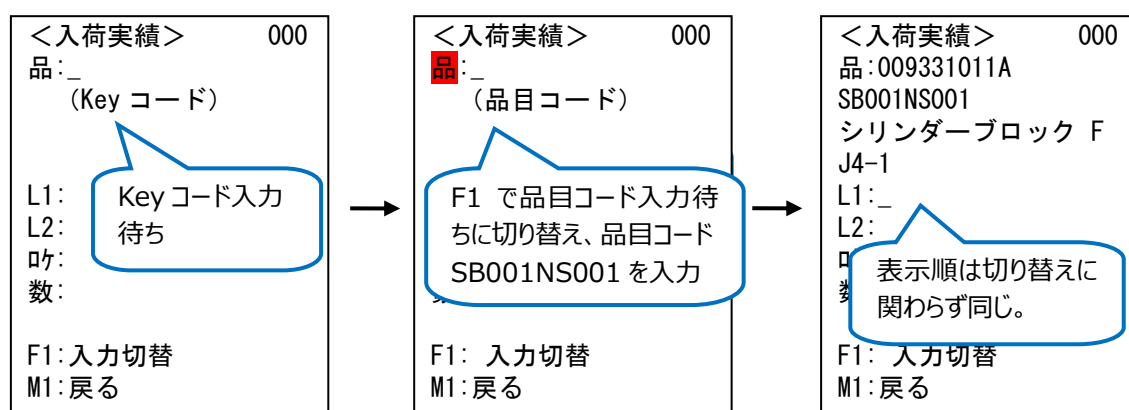 ＜入荷実績＞ 000
品:_
（Key コード）
Key コード入力
待ち
L1:
L2:
ﾛｹ:
数:
F1:入力切替
M1:戻る
＜入荷実績＞ 000
品:_
（品目コード）
F1 で品目コード入力待
ちに切り替え、品目コード
SB001NS001 を入力
F1: 入力切替
M1:戻る
＜入荷実績＞ 000
品:009331011A
SB001NS001
シリンダーブロック F
J4-1
L1:_
L2:
表示順は切り替えに
関わらず同じ。
F1: 入力切替
M1:戻る